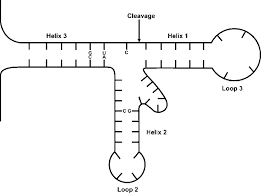 Cleavage
Helix 3
Helix 1
G U C
C A
Loop 3
C G
Helix 2
Loop 2